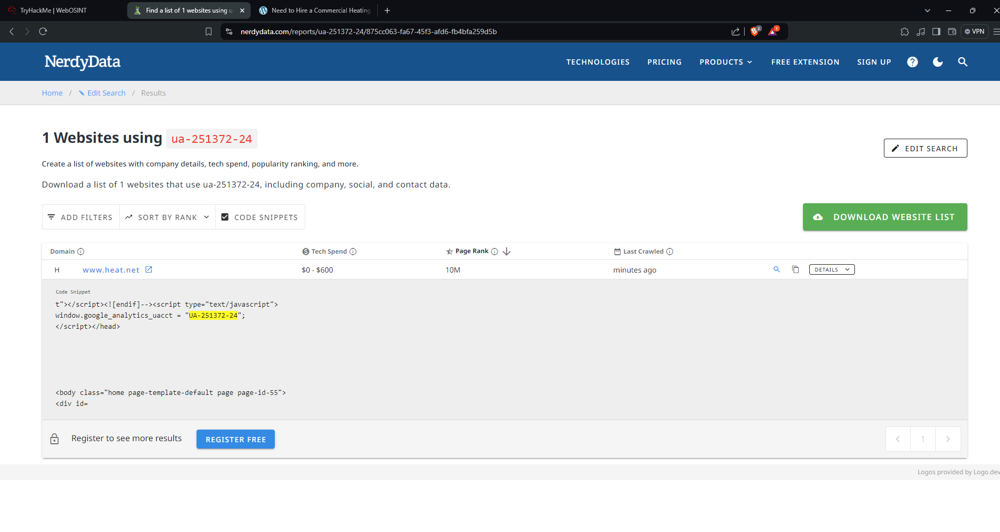 TryHackMe | WebOSINT
Find a list of 1 websites using u
Need to Hire a Commercial Heating
nerdydata.com/reports/ua-251372-24/875cc063-fa67-45f3-afd6-fb4bfa259d5b
2
1
VPN
NerdyData
TECHNOLOGIES
PRICING
PRODUCTS
FREE EXTENSION
SIGN UP
Home / Edit Search / Results
1 Websites using ua-251372-24
EDIT SEARCH
Create a list of websites with company details, tech spend, popularity ranking, and more.
Download a list of 1 websites that use ua-251372-24, including company, social, and contact data.
ADD FILTERS
SORT BY RANK
CODE SNIPPETS
DOWNLOAD WEBSITE LIST
Domain
Tech Spend
Page Rank
Last Crawled
H
www.heat.net
$0 - $600
10M
minutes ago
DETAILS
Code Snippet
t"></script><![endif]--><script type="text/javascript">
window.google_analytics_uacct = "UA-251372-24";
</script></head>
<body class="home page-template-default page page-id-55">
<div id=
Register to see more results
REGISTER FREE
1
Logos provided by Logo.dev